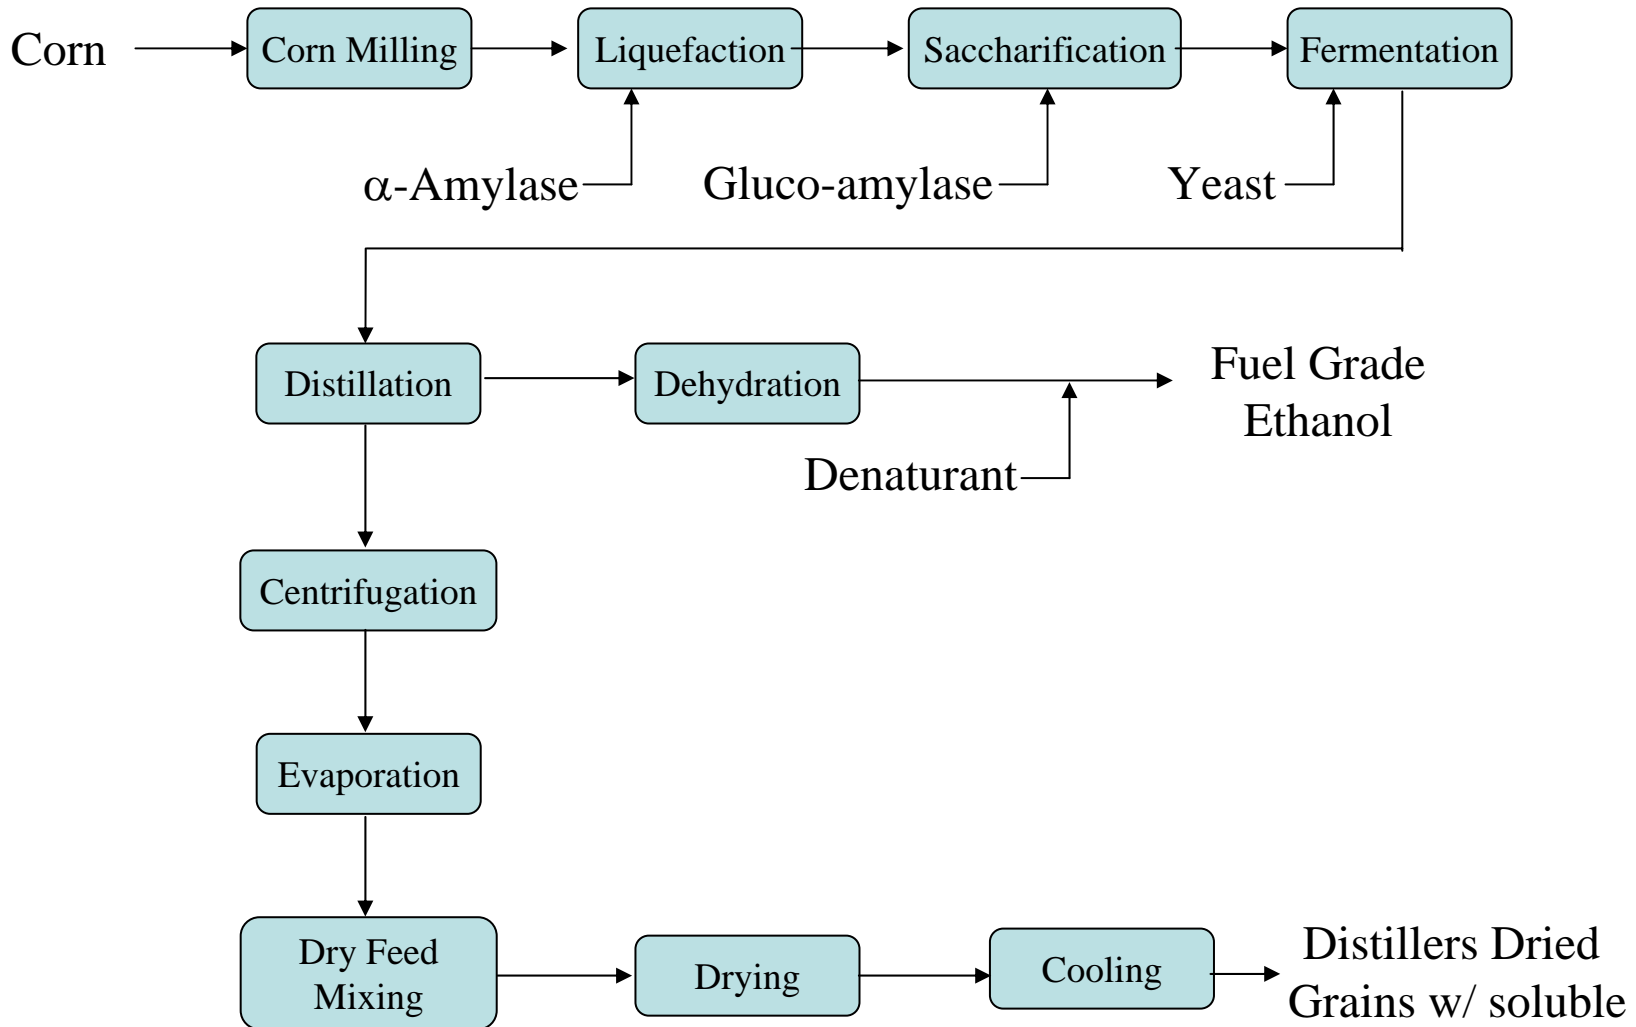 Corn
Corn Milling
Liquefaction
Saccharification
Fermentation
α-Amylase
Gluco-amylase
Yeast
Distillation
Dehydration
Fuel Grade
Ethanol
Denaturant
Centrifugation
Evaporation
Dry Feed
Mixing
Drying
Cooling
Distillers Dried
Grains w/ soluble